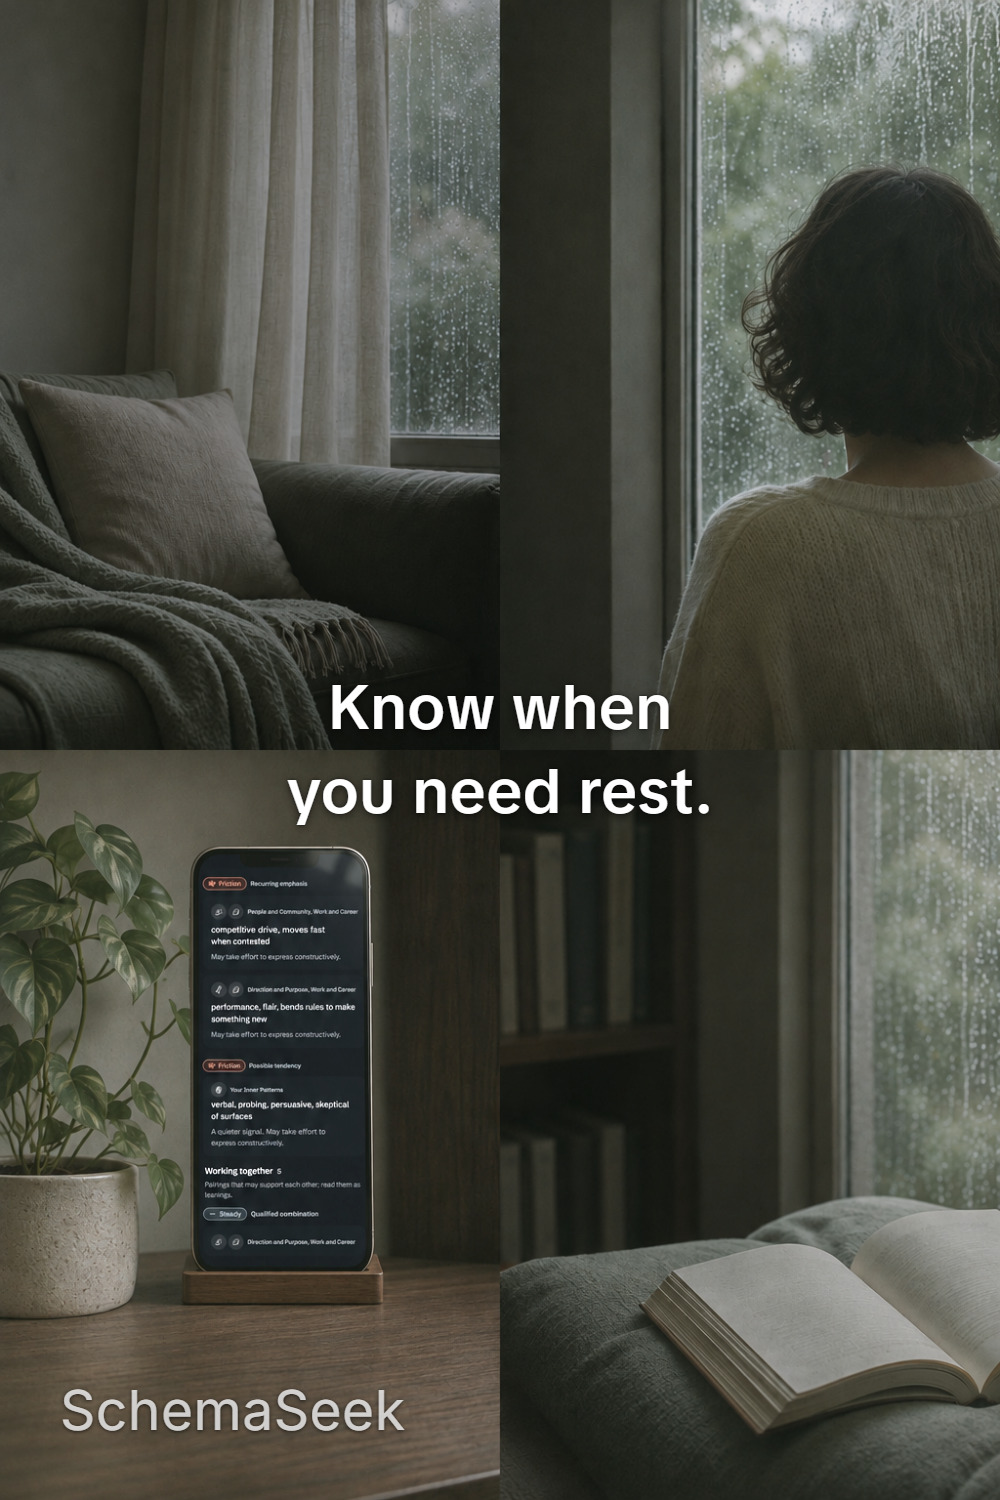 Know when
you need rest.
Friction Recurring emphasis
People and Community, Work and Career
competitive drive, moves fast
when contested
May take effort to express constructively.
Direction and Purpose, Work and Career
performance, flair, bends rules to make
something new
May take effort to express constructively.
Friction Possible tendency
Your Inner Patterns
verbal, probing, persuasive, skeptical
of surfaces
A quieter signal. May take effort to
express constructively.
Working together 5
Pairings that may support each other; read them as
leanings.
Steady Qualified combination
Direction and Purpose, Work and Career
SchemaSeek